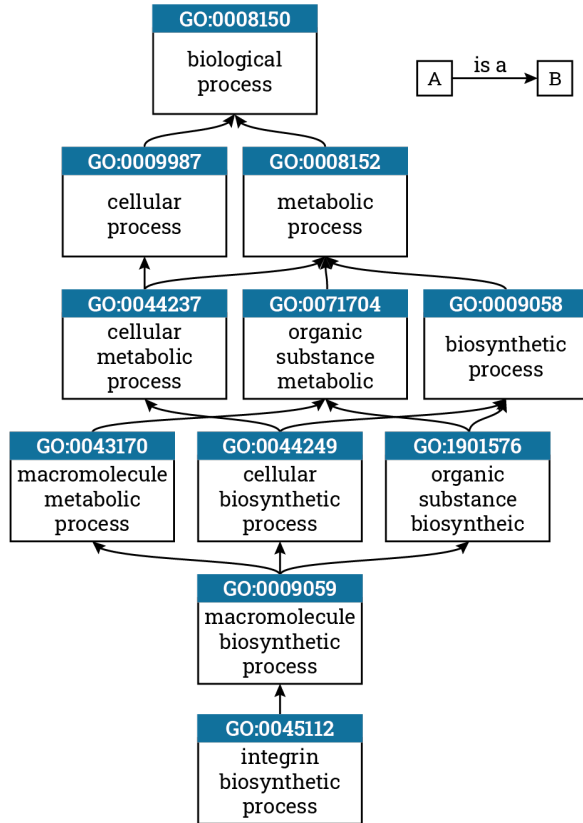 GO:0008150
biological
process
is a
A
B
GO:0009987
cellular
process
GO:0008152
metabolic
process
GO:0044237
cellular
metabolic
process
GO:0071704
organic
substance
metabolic
GO:0009058
biosynthetic
process
GO:0043170
macromolecule
metabolic
process
GO:0044249
cellular
biosynthetic
process
GO:1901576
organic
substance
biosyntheic
GO:0009059
macromolecule
biosynthetic
process
GO:0045112
integrin
biosynthetic
process